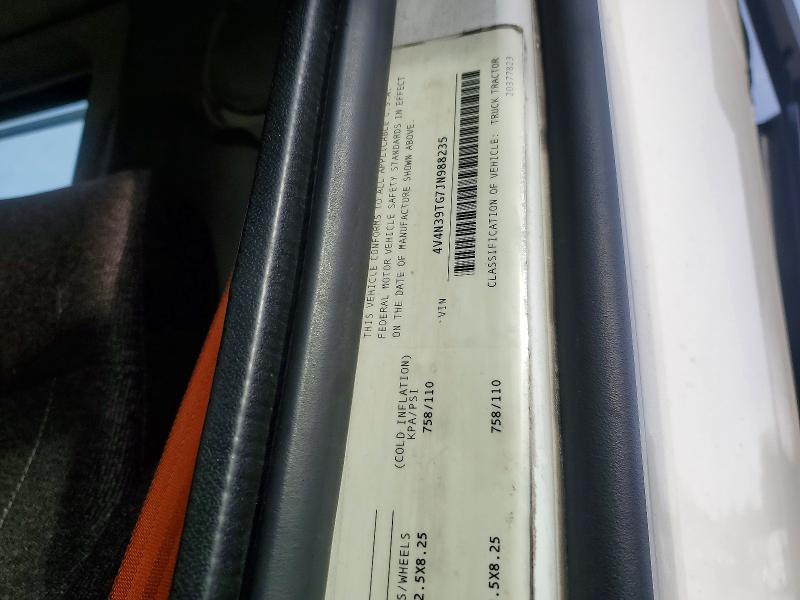 THIS VEHICLE CONFORMS TO ALL APPLICABLE U.S.A.
FEDERAL MOTOR VEHICLE SAFETY STANDARDS IN EFFECT
ON THE DATE OF MANUFACTURE SHOWN ABOVE.
VIN 4V4N39TG7JN988235
CLASSIFICATION OF VEHICLE: TRUCK TRACTOR
20377823
(COLD INFLATION)
KPA/PSI
758/110
758/110
S/WHEELS
2.5X8.25
.5X8.25